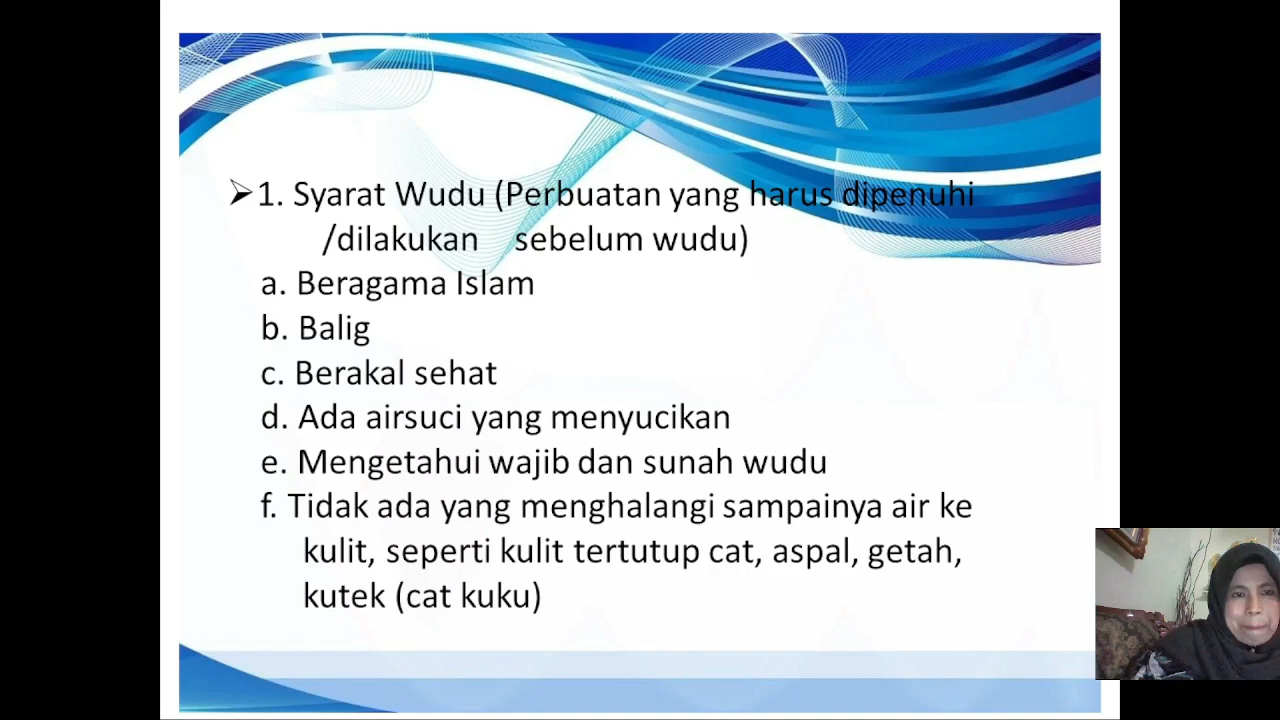 ➢1. Syarat Wudu (Perbuatan yang harus dipenuhi
/dilakukan sebelum wudu)
a. Beragama Islam
b. Balig
c. Berakal sehat
d. Ada airsuci yang menyucikan
e. Mengetahui wajib dan sunah wudu
f. Tidak ada yang menghalangi sampainya air ke
kulit, seperti kulit tertutup cat, aspal, getah,
kutek (cat kuku)